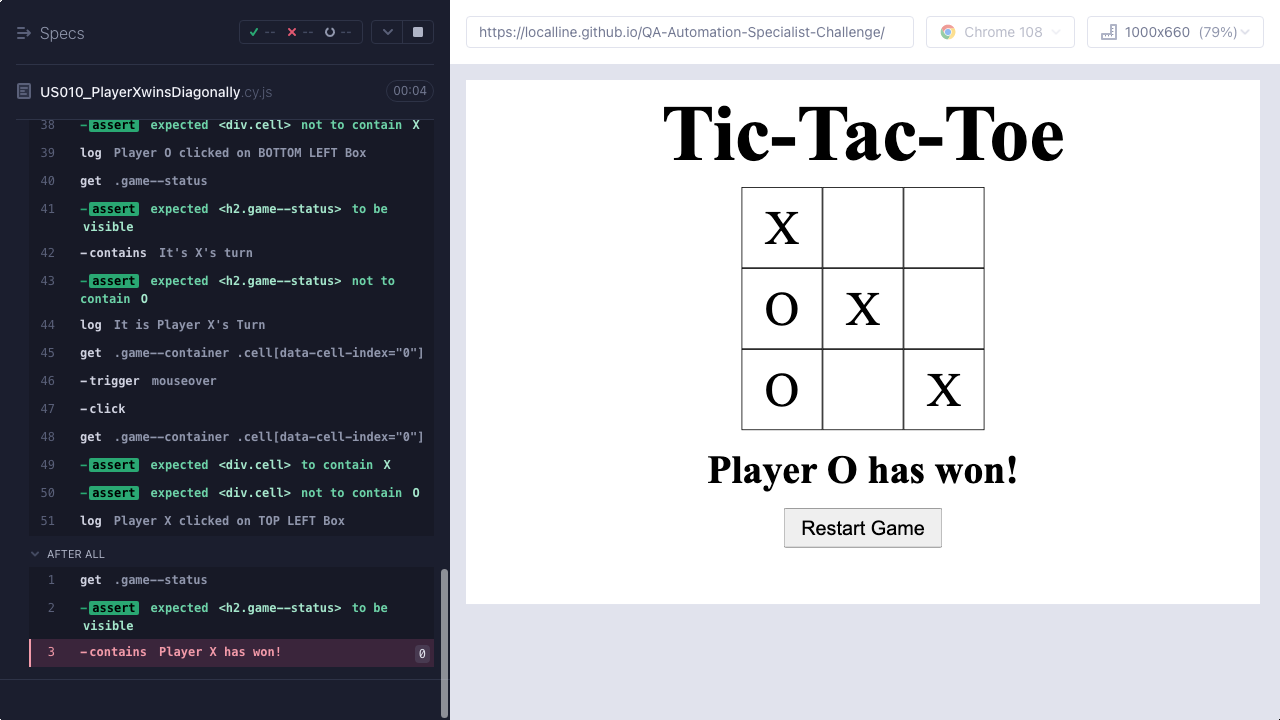 Specs
--
--
--
US010_PlayerXwinsDiagonally.cy.js
00:04
38 -assert expected <div.cell> not to contain X
39 log Player O clicked on BOTTOM LEFT Box
40 get .game--status
41 -assert expected <h2.game--status> to be
visible
42 -contains It's X's turn
43 -assert expected <h2.game--status> not to
contain O
44 log It is Player X's Turn
45 get .game--container .cell[data-cell-index="0"]
46 -trigger mouseover
47 -click
48 get .game--container .cell[data-cell-index="0"]
49 -assert expected <div.cell> to contain X
50 -assert expected <div.cell> not to contain O
51 log Player X clicked on TOP LEFT Box
AFTER ALL
1 get .game--status
2 -assert expected <h2.game--status> to be
visible
3 -contains Player X has won! 0
https://localline.github.io/QA-Automation-Specialist-Challenge/
Chrome 108
1000x660 (79%)
Tic-Tac-Toe
X
O X
O X
Player O has won!
Restart Game